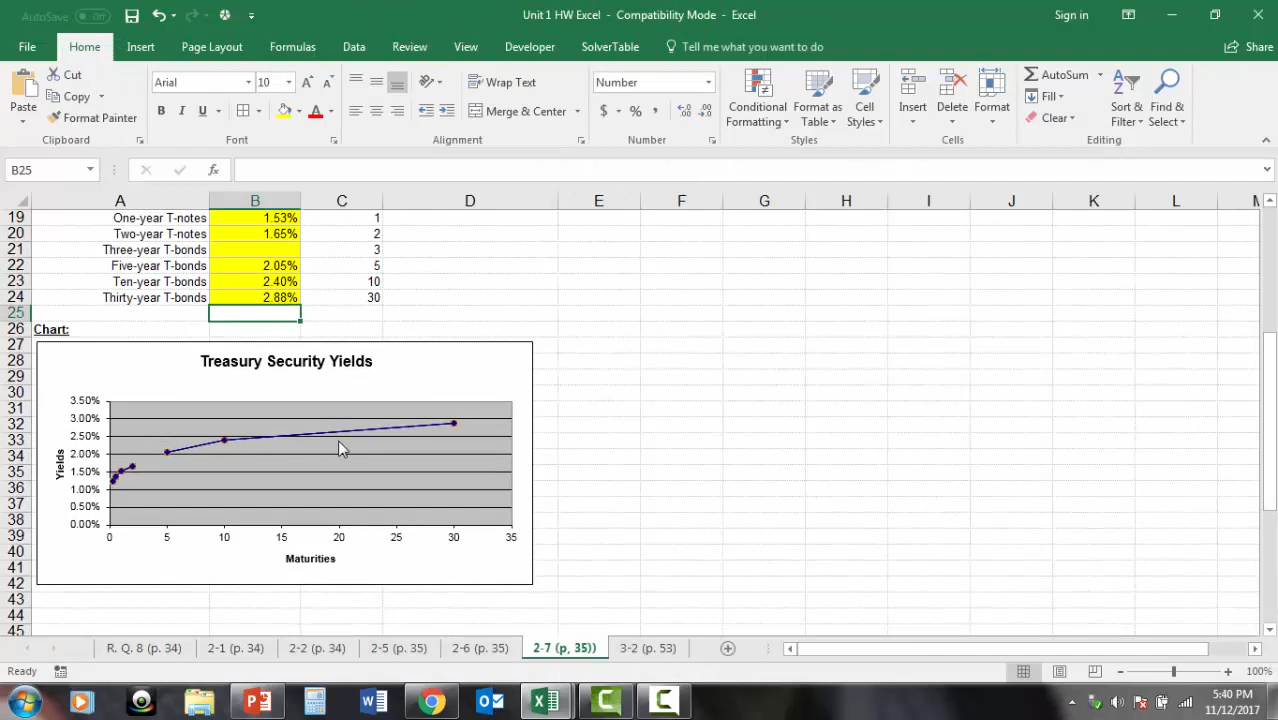 AutoSave Off
Unit 1 HW Excel - Compatibility Mode - Excel
Sign in
File Home Insert Page Layout Formulas Data Review View Developer SolverTable Tell me what you want to do Share
Paste
Cut
Copy
Format Painter
Clipboard
Arial 10
B I U
Font
Wrap Text
Merge & Center
Alignment
Number
$ % ,
Number
Conditional Formatting
Format as Table
Cell Styles
Styles
Insert
Delete
Format
Cells
AutoSum
Fill
Clear
Sort & Filter
Find & Select
Editing
B25
fx
A B C D E F G H I J K L M
19 One-year T-notes 1.53% 1
20 Two-year T-notes 1.65% 2
21 Three-year T-bonds 3
22 Five-year T-bonds 2.05% 5
23 Ten-year T-bonds 2.40% 10
24 Thirty-year T-bonds 2.88% 30
25
26 Chart:
27
28
29
30
31
32
33
34
35
36
37
38
39
40
41
42
43
44
45
Treasury Security Yields
3.50%
3.00%
2.50%
2.00%
1.50%
1.00%
0.50%
0.00%
Yields
0 5 10 15 20 25 30 35
Maturities
R. Q. 8 (p. 34) 2-1 (p. 34) 2-2 (p. 34) 2-5 (p. 35) 2-6 (p. 35) 2-7 (p, 35)) 3-2 (p. 53)
Ready
100%
5:40 PM
11/12/2017